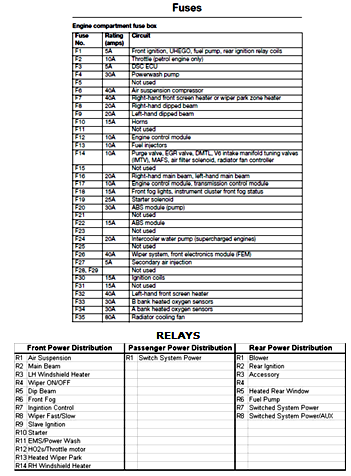 Fuses
Engine compartment fuse box
Fuse No. Rating (amps) Circuit
F1 5A Front ignition, UHEGO, fuel pump, rear ignition relay coils
F2 10A Throttle (petrol engine only)
F3 5A DSC ECU
F4 30A Powerwash pump
F5 Not used
F6 40A Air suspension compressor
F7 40A Right-hand front screen heater or wiper park zone heater
F8 20A Right-hand dipped beam
F9 20A Left-hand dipped beam
F10 15A Horns
F11 Not used
F12 10A Engine control module
F13 10A Fuel injectors
F14 10A Purge valve, EGR valve, DMTL, V6 intake manifold tuning valves
(IMTV), MAFS, air filter solenoid, radiator fan controller
F15 Not used
F16 20A Right-hand main beam, left-hand main beam
F17 10A Engine control module, transmission control module
F18 15A Front fog lights, instrument cluster front fog status
F19 25A Starter solenoid
F20 30A ABS module (pump)
F21 Not used
F22 15A ABS module
F23 Not used
F24 20A Intercooler water pump (supercharged engines)
F25 Not used
F26 40A Wiper system, front electronics module (FEM)
F27 5A Secondary air injection
F28, F29 Not used
F30 15A Ignition coils
F31 15A Not used
F32 40A Left-hand front screen heater
F33 30A B bank heated oxygen sensors
F34 30A A bank heated oxygen sensors
F35 80A Radiator cooling fan
RELAYS
Front Power Distribution Passenger Power Distribution Rear Power Distribution
R1 Air Suspension R1 Switch System Power R1 Blower
R2 Main Beam R2 Rear Ignition
R3 LH Windshield Heater R3 Accessory
R4 Wiper ON/OFF R4
R5 Dip Beam R5 Heated Rear Window
R6 Front Fog R6 Fuel Pump
R7 Ingintion Control R7 Switched System Power
R8 Wiper Fast/Slow R8 Switched System Power/AUX
R9 Slave Ignition
R10 Starter
R11 EMS/Power Wash
R12 HO2s/Throttle motor
R13 Heated Wiper Park
R14 RH Windshield Heater